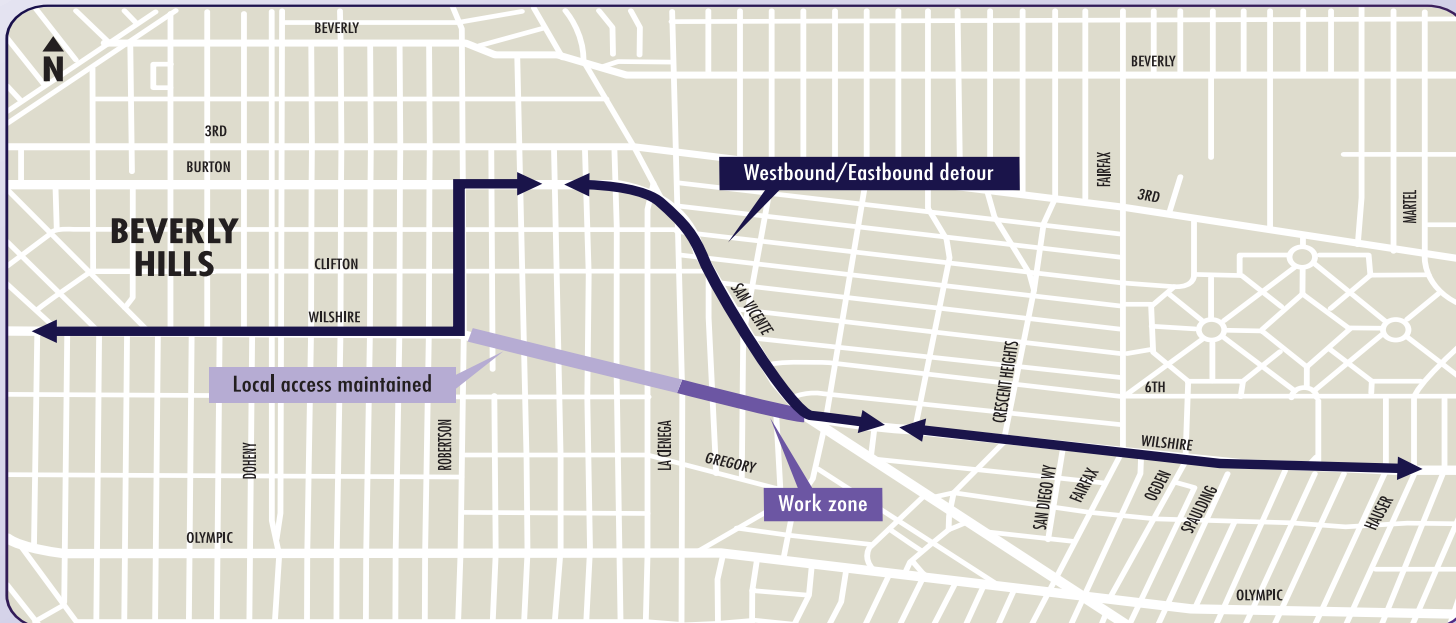 BEVERLY
N
BEVERLY
3RD
BURTON
Westbound/Eastbound detour
FAIRFAX
3RD
MARTEL
BEVERLY
HILLS
CLIFTON
SAN VICENTE
WILSHIRE
Local access maintained
CRESCENT HEIGHTS
6TH
ROBERTSON
LA CIENEGA
DOHENY
GREGORY
WILSHIRE
Work zone
SAN DIEGO WY
FAIRFAX
OGDEN
SPAULDING
HAUSER
OLYMPIC
OLYMPIC